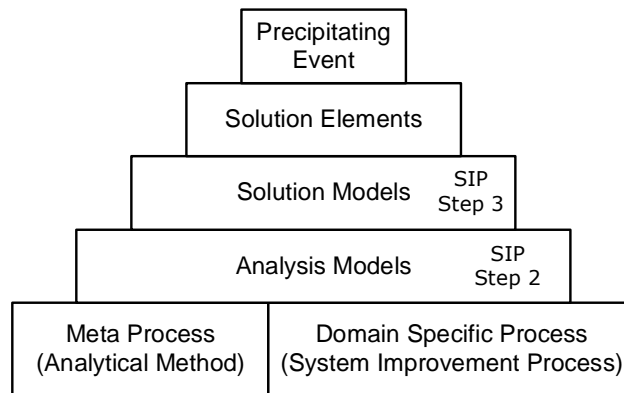 Precipitating
Event
Solution Elements
Solution Models
SIP
Step 3
Analysis Models
SIP
Step 2
Meta Process
(Analytical Method)
Domain Specific Process
(System Improvement Process)